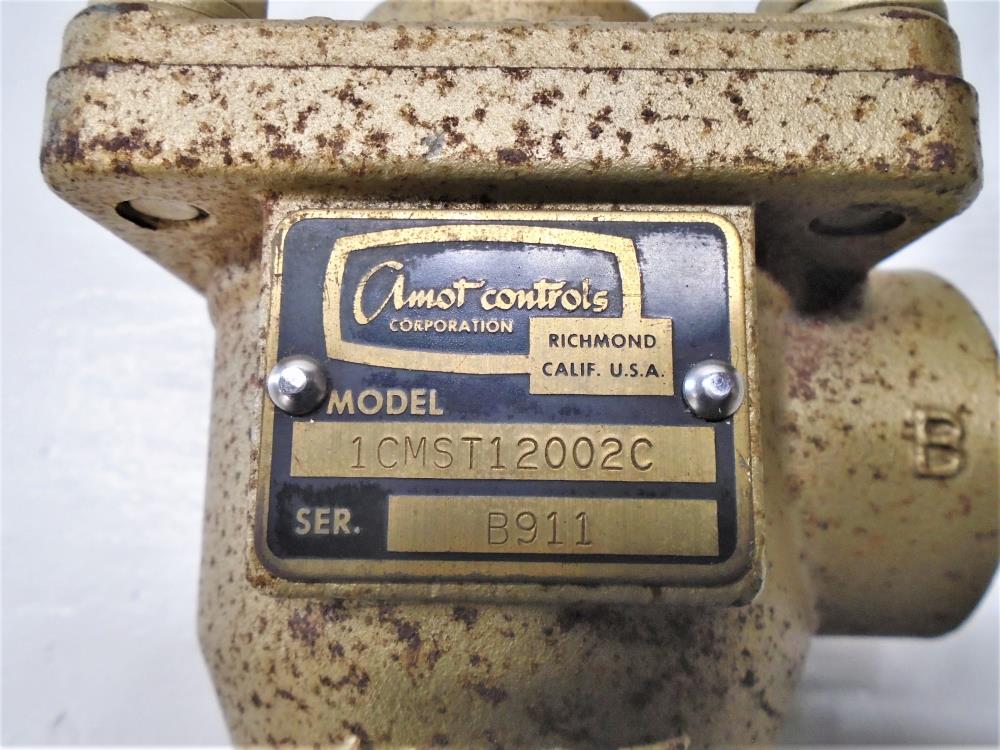 Amot controls
CORPORATION
RICHMOND
CALIF. U.S.A.
MODEL
1CMST12002C
SER. B911
B